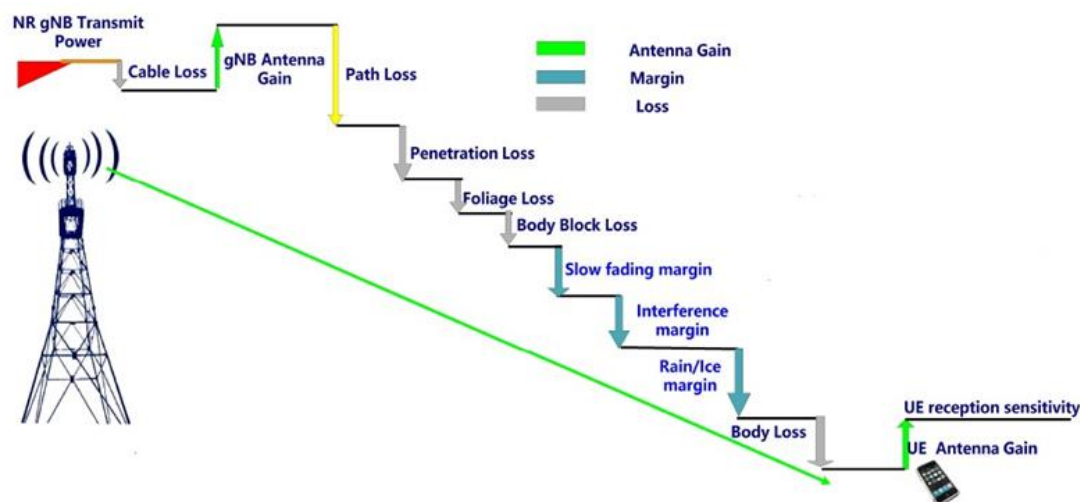 NR gNB Transmit
Power
Cable Loss
gNB Antenna
Gain
Path Loss
Antenna Gain
Margin
Loss
Penetration Loss
Foliage Loss
Body Block Loss
Slow fading margin
Interference
margin
Rain/Ice
margin
Body Loss
UE reception sensitivity
UE Antenna Gain